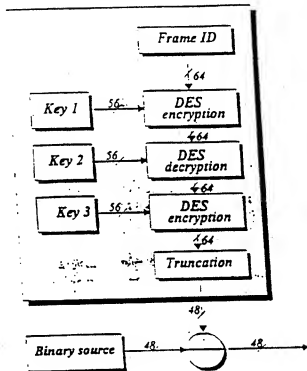 Frame ID
64
Key 1
56
DES
encryption
64
Key 2
56
DES
decryption
64
Key 3
56
DES
encryption
64
Truncation
48
Binary source
48
48